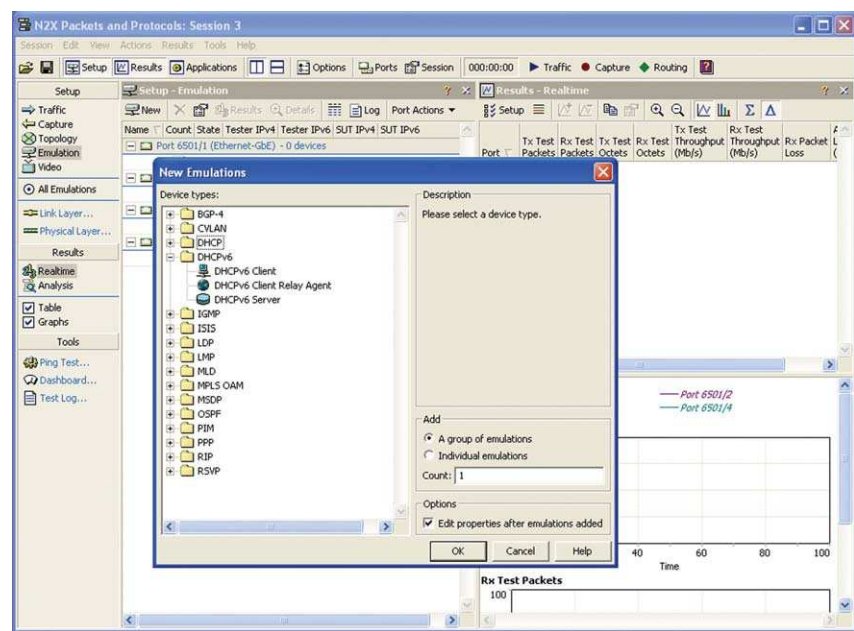 N2X Packets and Protocols: Session 3
Session Edit View Actions Results Tools Help
Setup Results Applications Options Ports Session 000:00:00 Traffic Capture Routing
Setup
Traffic
Capture
Topology
Emulation
Video
All Emulations
Link Layer...
Physical Layer...
Results
Realtime
Analysis
Table
Graphs
Tools
Ping Test...
Dashboard...
Test Log...
Setup - Emulation
New Results Details Log Port Actions
Name Count State Tester IPv4 Tester IPv6 SUT IPv4 SUT IPv6
Port 6501/1 (Ethernet-GbE) - 0 devices
Results - Realtime
Setup
Port
Tx Test Packets
Rx Test Packets
Tx Test Octets
Rx Test Octets
Tx Test Throughput (Mb/s)
Rx Test Throughput (Mb/s)
Rx Packet Loss
New Emulations
Device types:
BGP-4
CVLAN
DHCP
DHCPv6
DHCPv6 Client
DHCPv6 Client Relay Agent
DHCPv6 Server
IGMP
ISIS
LDP
LMP
MLD
MPLS OAM
MSDP
OSPF
PIM
PPP
RIP
RSVP
Description
Please select a device type.
Add
A group of emulations
Individual emulations
Count: 1
Options
Edit properties after emulations added
OK Cancel Help
Port 6501/2
Port 6501/4
40 60 80 100
Time
Rx Test Packets
100